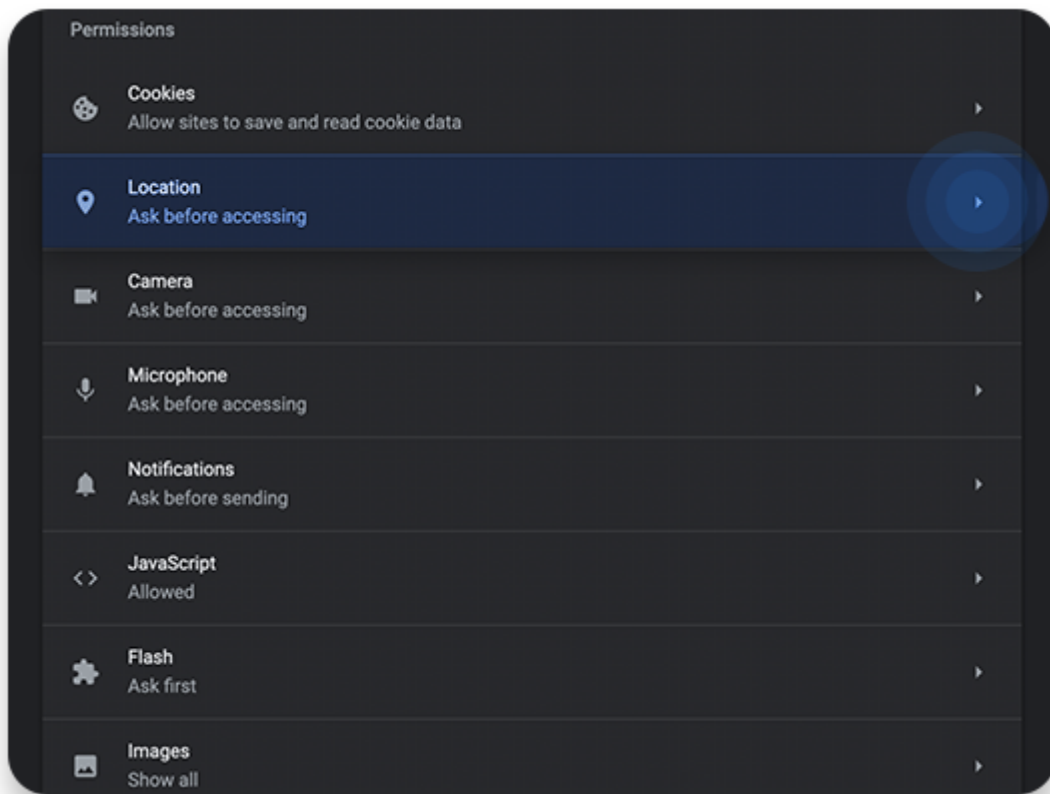 Permissions
Cookies
Allow sites to save and read cookie data
Location
Ask before accessing
Camera
Ask before accessing
Microphone
Ask before accessing
Notifications
Ask before sending
JavaScript
Allowed
Flash
Ask first
Images
Show all